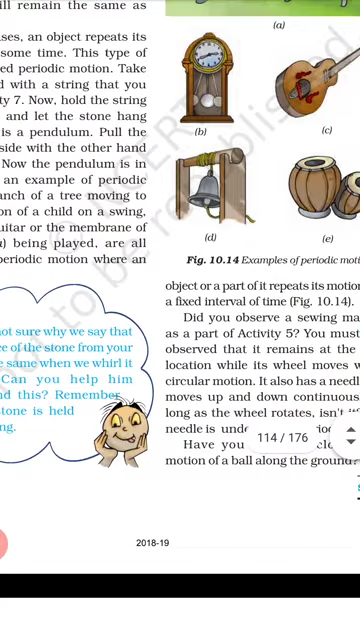 ill remain the same as
ses, an object repeats its
some time. This type of
ed periodic motion. Take
d with a string that you
ty 7. Now, hold the string
and let the stone hang
is a pendulum. Pull the
side with the other hand
Now the pendulum is in
an example of periodic
anch of a tree moving to
on of a child on a swing,
uitar or the membrane of
a) being played, are all
periodic motion where an
not sure why we say that
ce of the stone from your
e same when we whirl it
Can you help him
nd this? Remember
stone is held
ng.
(a)
(b)
(c)
(d)
(e)
Fig. 10.14 Examples of periodic moti
object or a part of it repeats its motion
a fixed interval of time (Fig. 10.14).
Did you observe a sewing ma
as a part of Activity 5? You must
observed that it remains at the
location while its wheel moves w
circular motion. It also has a needl
moves up and down continuous
long as the wheel rotates, isn't it
needle is unde
114 / 176
Have you
motion of a ball along the ground?
2018-19